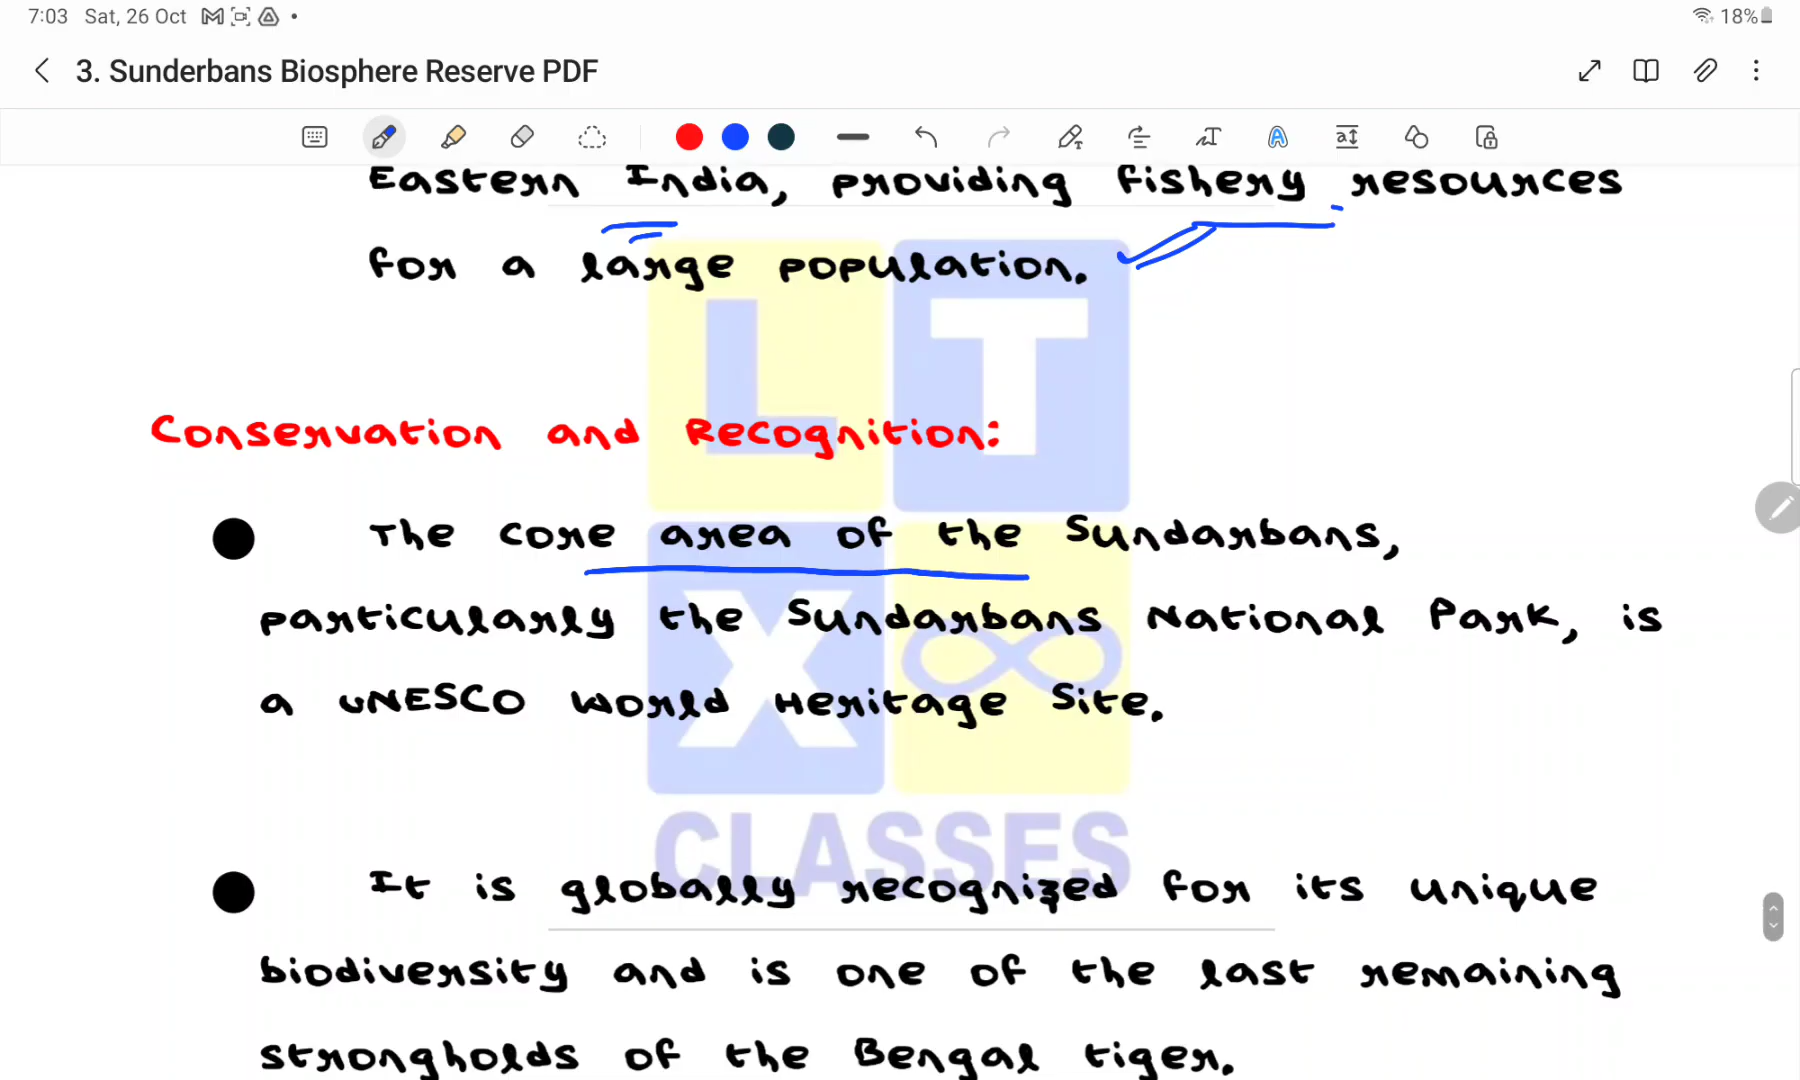 7:03 Sat, 26 Oct 18%
3. Sunderbans Biosphere Reserve PDF
Eastern India, providing fishery resources
for a large population.
Conservation and Recognition:
● The core area of the Sundarbans,
particularly the Sundarbans National Park, is
a UNESCO World Heritage Site.
● It is globally recognized for its unique
biodiversity and is one of the last remaining
strongholds of the Bengal tiger.
L T
X
CLASSES